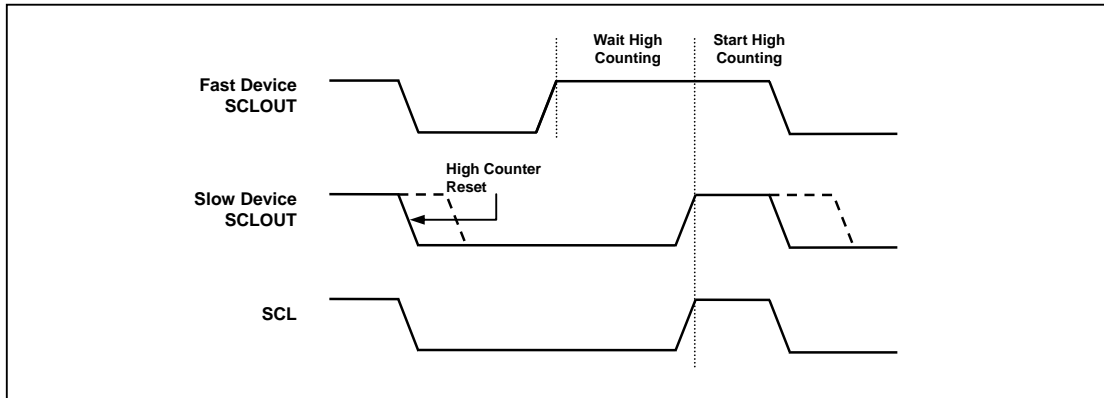 Wait High
Counting
Start High
Counting
Fast Device
SCLOUT
High Counter
Reset
Slow Device
SCLOUT
SCL